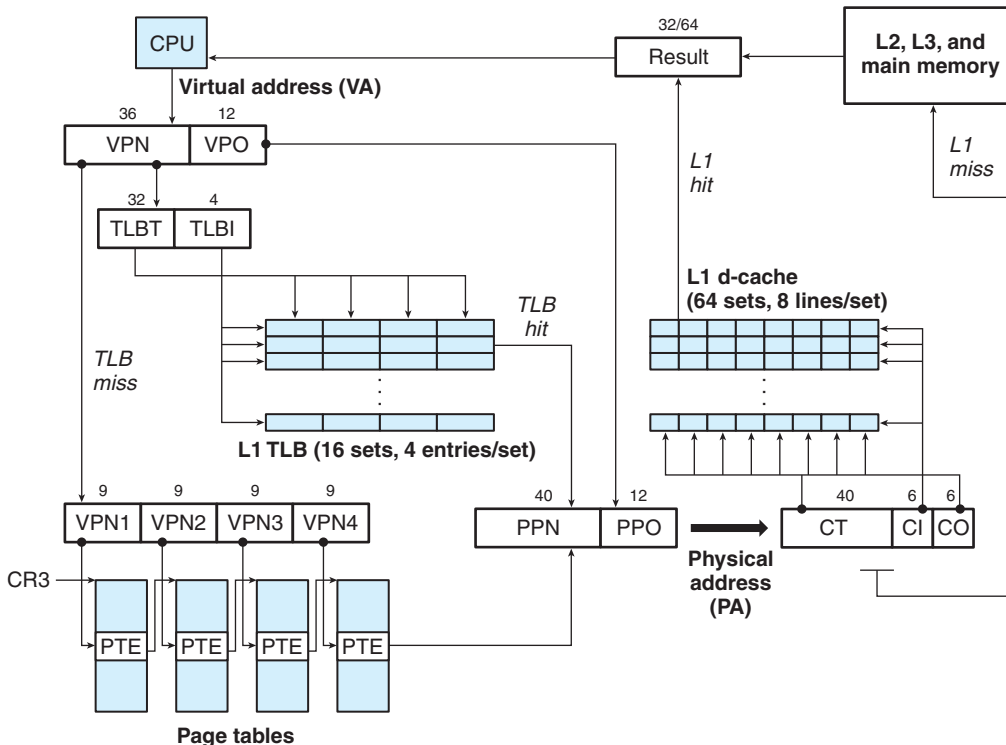 32/64
CPU
Result
L2, L3, and
main memory
Virtual address (VA)
36
12
VPN
VPO
L1
hit
L1
miss
32
4
TLBT
TLBI
L1 d-cache
(64 sets, 8 lines/set)
TLB
hit
TLB
miss
L1 TLB (16 sets, 4 entries/set)
9
9
9
9
VPN1
VPN2
VPN3
VPN4
40
12
PPN
PPO
40
6
6
CT
CI
CO
Physical
address
(PA)
CR3
PTE
PTE
PTE
PTE
Page tables